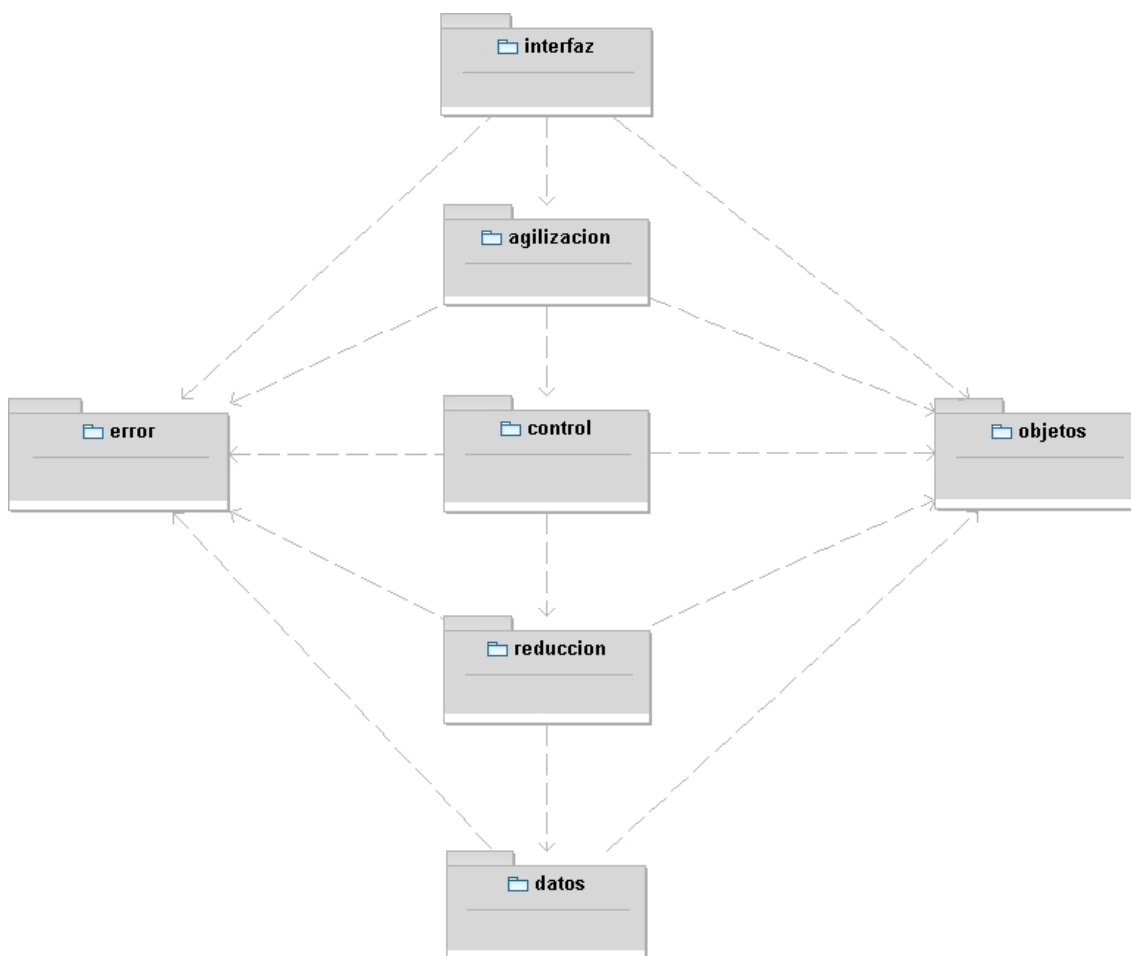 interfaz
agilizacion
error
control
objetos
reduccion
datos